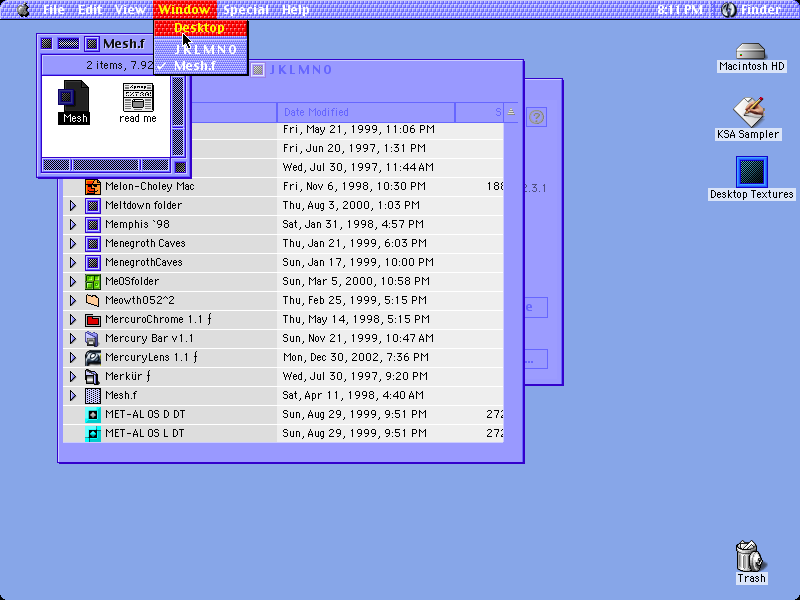 File Edit View Window Special Help 8:11 PM Finder
Desktop
J K L M N O
✓ Mesh.f
Mesh.f
2 items, 7.92
Mesh
read me
J K L M N O
Date Modified S
Fri, May 21, 1999, 11:06 PM
Fri, Jun 20, 1997, 1:31 PM
Wed, Jul 30, 1997, 11:44 AM
Melon-Choley Mac Fri, Nov 6, 1998, 10:30 PM 188
Meltdown folder Thu, Aug 3, 2000, 1:03 PM
Memphis `98 Sat, Jan 31, 1998, 4:57 PM
Menegroth Caves Thu, Jan 21, 1999, 6:03 PM
MenegrothCaves Sun, Jan 17, 1999, 10:00 PM
MeOSfolder Sun, Mar 5, 2000, 10:58 PM
Meowth052^2 Thu, Feb 25, 1999, 5:15 PM
MercuroChrome 1.1 ƒ Thu, May 14, 1998, 5:15 PM
Mercury Bar v1.1 Sun, Nov 21, 1999, 10:47 AM
MercuryLens 1.1 ƒ Mon, Dec 30, 2002, 7:36 PM
Merkür ƒ Wed, Jul 30, 1997, 9:20 PM
Mesh.f Sat, Apr 11, 1998, 4:40 AM
MET-AL OS D DT Sun, Aug 29, 1999, 9:51 PM 272
MET-AL OS L DT Sun, Aug 29, 1999, 9:51 PM 272
?
2.3.1
e
...
Macintosh HD
KSA Sampler
Desktop Textures
Trash